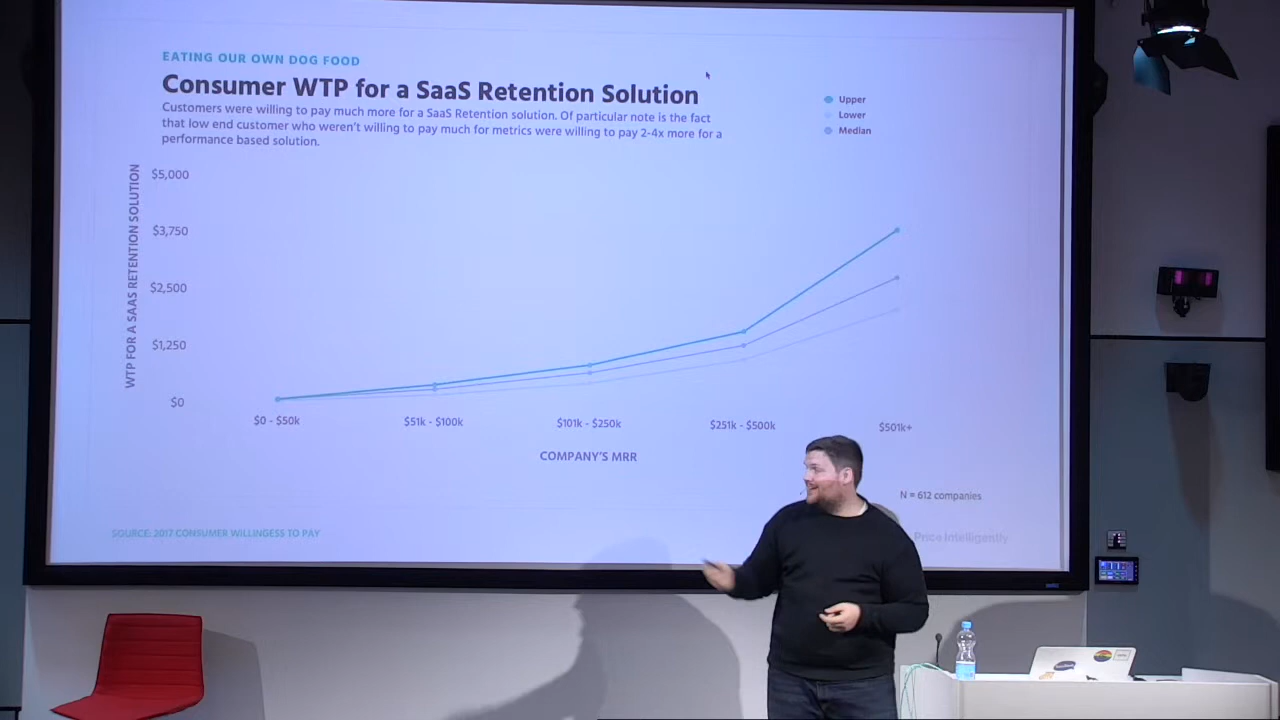 EATING OUR OWN DOG FOOD
Consumer WTP for a SaaS Retention Solution
Customers were willing to pay much more for a SaaS Retention solution. Of particular note is the fact
that low end customer who weren't willing to pay much for metrics were willing to pay 2-4x more for a
performance based solution.
Upper
Lower
Median
WTP FOR A SAAS RETENTION SOLUTION
$5,000
$3,750
$2,500
$1,250
$0
$0 - $50k
$51k - $100k
$101k - $250k
$251k - $500k
$501k+
COMPANY'S MRR
N = 612 companies
SOURCE: 2017 CONSUMER WILLINGESS TO PAY
Price Intelligently